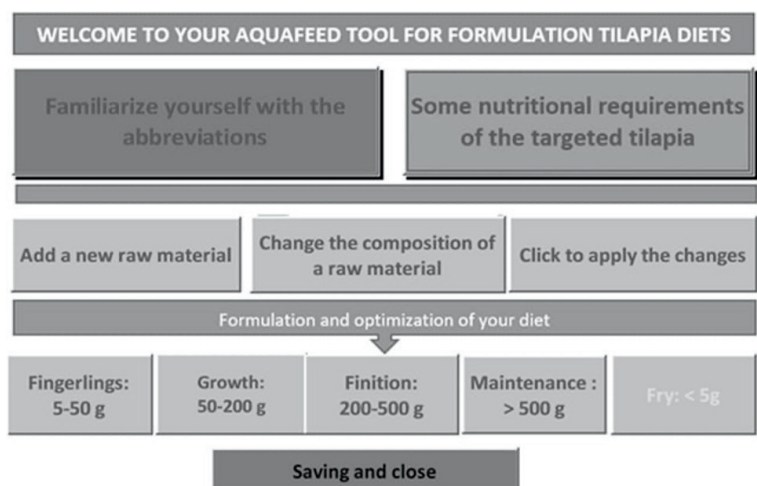 WELCOME TO YOUR AQUAFEED TOOL FOR FORMULATION TILAPIA DIETS
Familiarize yourself with the
abbreviations
Some nutritional requirements
of the targeted tilapia
Add a new raw material
Change the composition of
a raw material
Click to apply the changes
Formulation and optimization of your diet
Fingerlings:
5-50 g
Growth:
50-200 g
Finition:
200-500 g
Maintenance :
> 500 g
Fry: < 5g
Saving and close